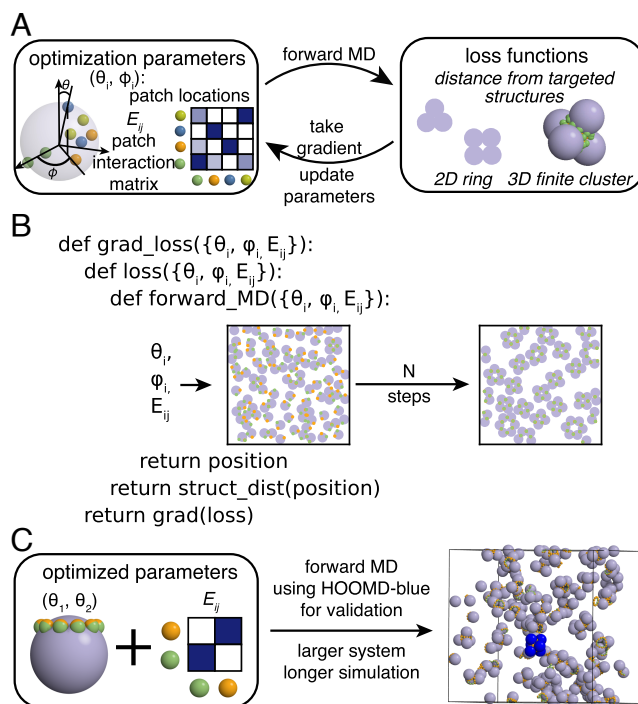 A
optimization parameters
(θi, ϕi):
patch locations
θ
Eij
patch
interaction
matrix
ϕ
forward MD
take
gradient
update
parameters
loss functions
distance from targeted
structures
2D ring
3D finite cluster
B
def grad_loss({θi, φi, Eij}):
def loss({θi, φi, Eij}):
def forward_MD({θi, φi, Eij}):
θi,
φi,
Eij
N
steps
return position
return struct_dist(position)
return grad(loss)
C
optimized parameters
(θ1, θ2)
Eij
+
forward MD
using HOOMD-blue
for validation
larger system
longer simulation